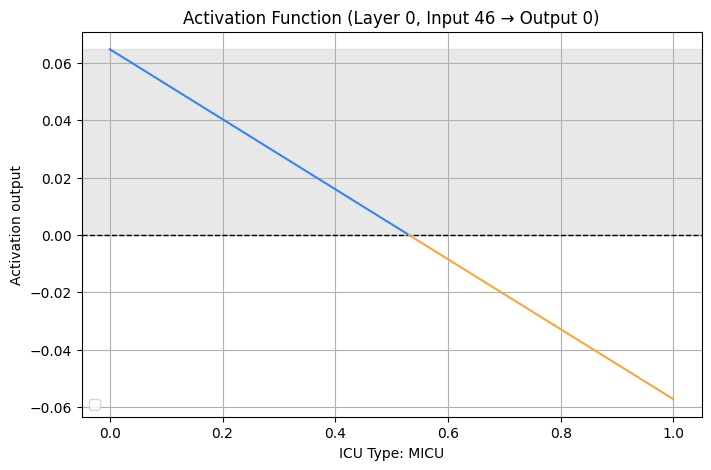 Activation Function (Layer 0, Input 46 → Output 0)
0.06
0.04
0.02
0.00
−0.02
−0.04
−0.06
Activation output
0.0 0.2 0.4 0.6 0.8 1.0
ICU Type: MICU